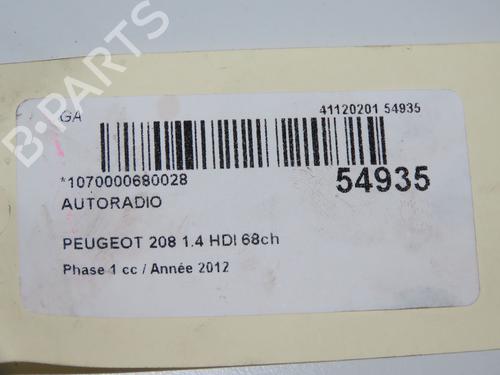 B-PARTS
GA
41120201 54935
*1070000680028
54935
AUTORADIO
PEUGEOT 208 1.4 HDI 68ch
Phase 1 cc / Année 2012